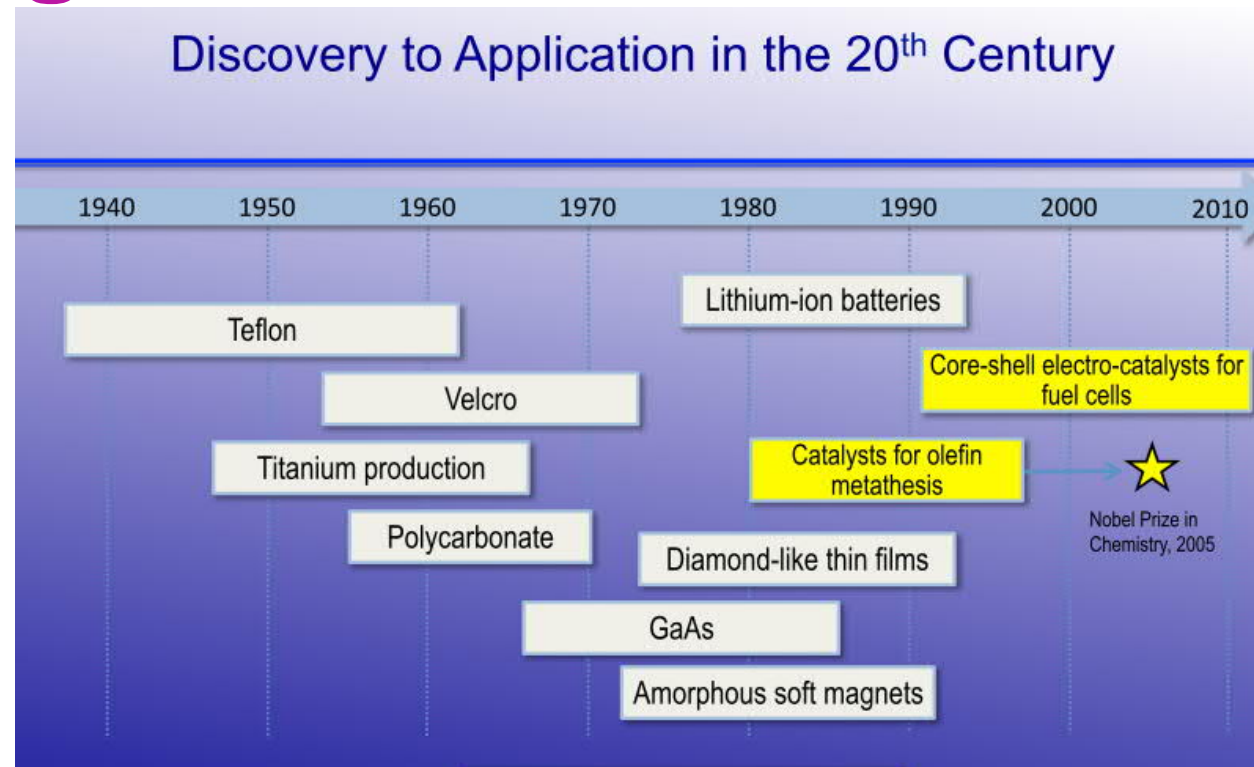 Discovery to Application in the 20th Century
1940 1950 1960 1970 1980 1990 2000 2010
Lithium-ion batteries
Teflon
Core-shell electro-catalysts for
fuel cells
Velcro
Catalysts for olefin
metathesis
Titanium production
Nobel Prize in
Chemistry, 2005
Polycarbonate
Diamond-like thin films
GaAs
Amorphous soft magnets